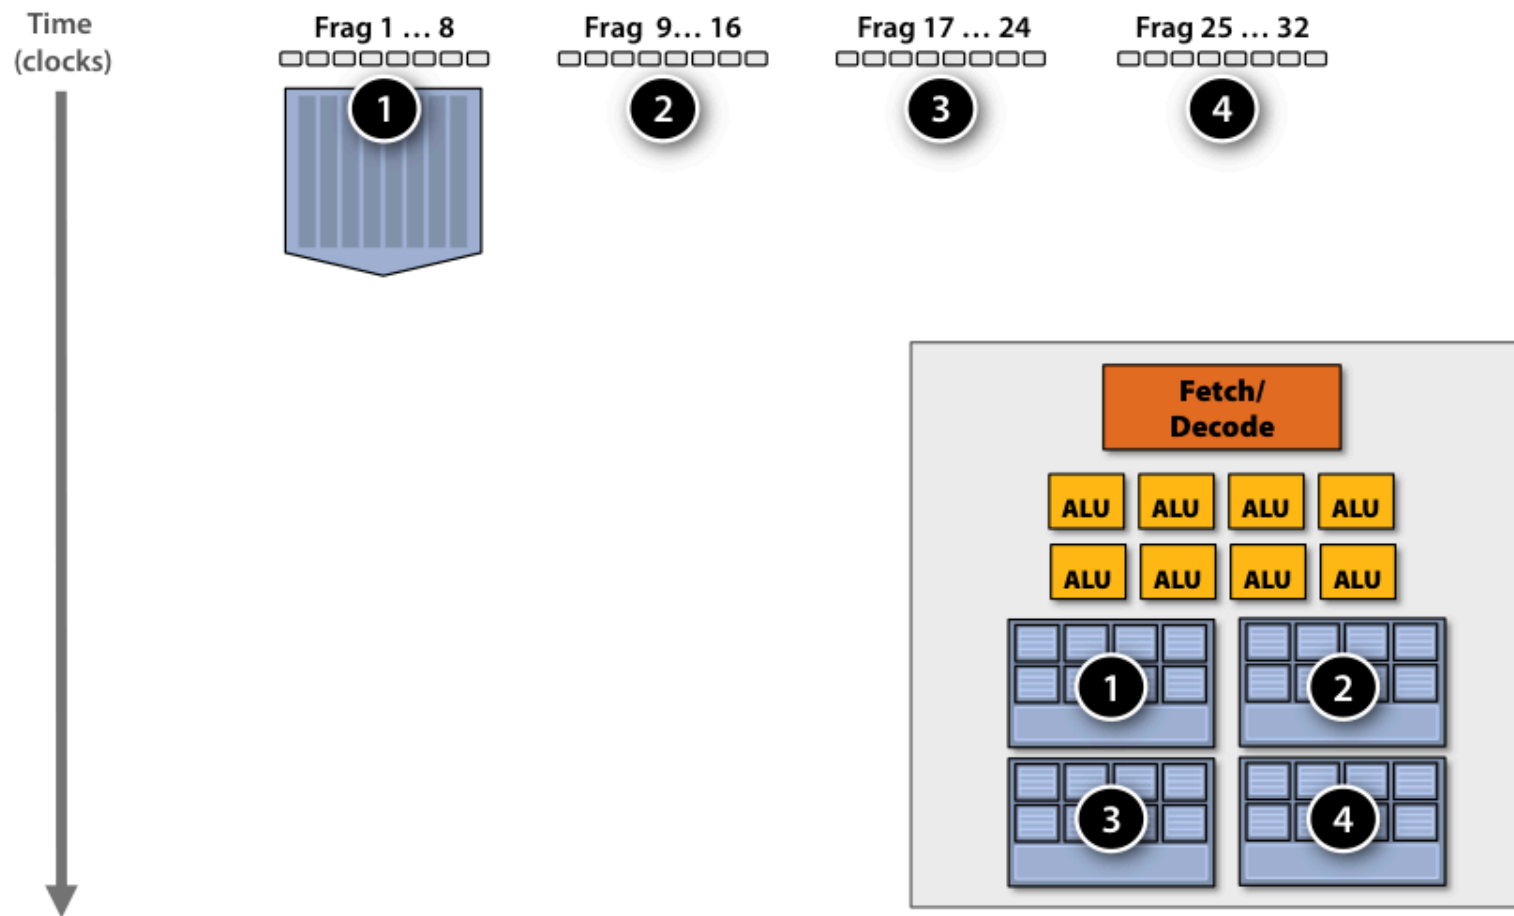 Time
(clocks)
Frag 1 … 8
Frag 9… 16
Frag 17 … 24
Frag 25 … 32
1
2
3
4
Fetch/
Decode
ALU ALU ALU ALU
ALU ALU ALU ALU
1
2
3
4